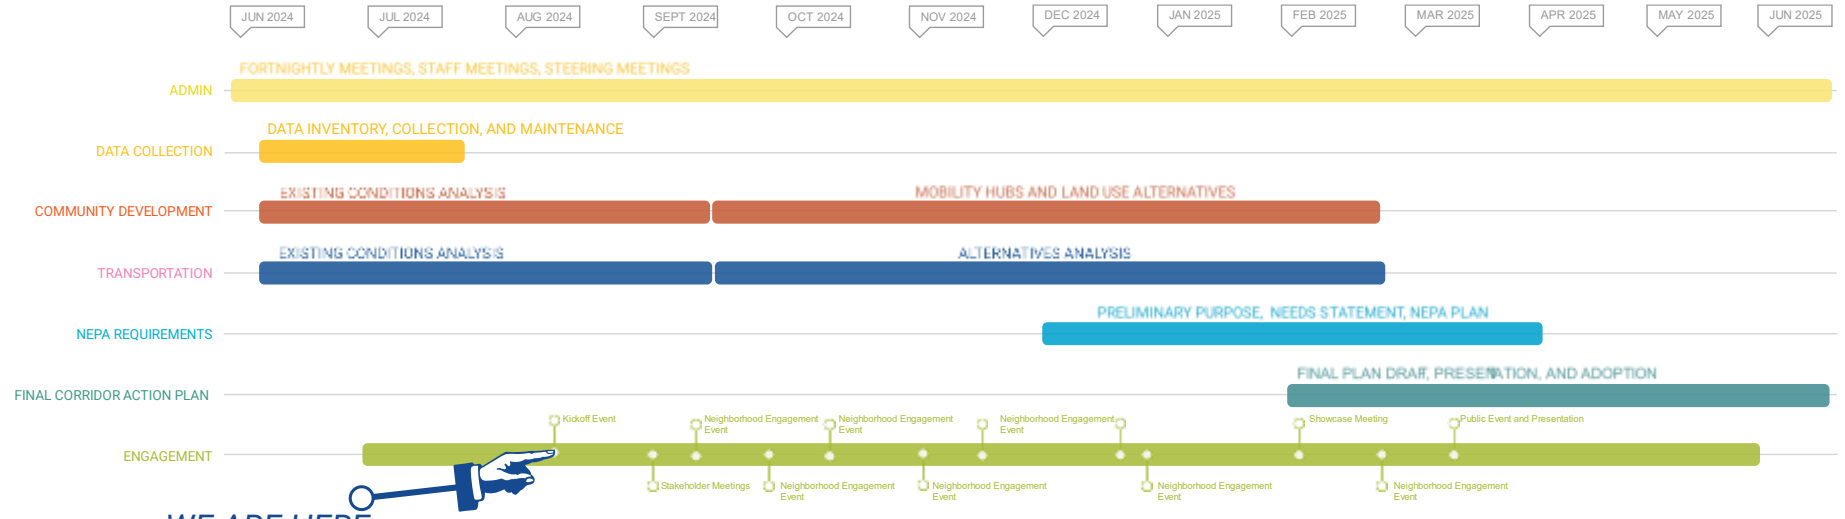 JUN 2024
JUL 2024
AUG 2024
SEPT 2024
OCT 2024
NOV 2024
DEC 2024
JAN 2025
FEB 2025
MAR 2025
APR 2025
MAY 2025
JUN 2025
FORTNIGHTLY MEETINGS, STAFF MEETINGS, STEERING MEETINGS
ADMIN
DATA INVENTORY, COLLECTION, AND MAINTENANCE
DATA COLLECTION
EXISTING CONDITIONS ANALYSIS
MOBILITY HUBS AND LAND USE ALTERNATIVES
COMMUNITY DEVELOPMENT
EXISTING CONDITIONS ANALYSIS
ALTERNATIVES ANALYSIS
TRANSPORTATION
PRELIMINARY PURPOSE, NEEDS STATEMENT, NEPA PLAN
NEPA REQUIREMENTS
FINAL PLAN DRAFT, PRESENTATION, AND ADOPTION
FINAL CORRIDOR ACTION PLAN
Kickoff Event
Neighborhood Engagement
Event
Neighborhood Engagement
Event
Neighborhood Engagement
Event
Showcase Meeting
Public Event and Presentation
ENGAGEMENT
Stakeholder Meetings
Neighborhood Engagement
Event
Neighborhood Engagement
Event
Neighborhood Engagement
Event
Neighborhood Engagement
Event
WE ARE HERE